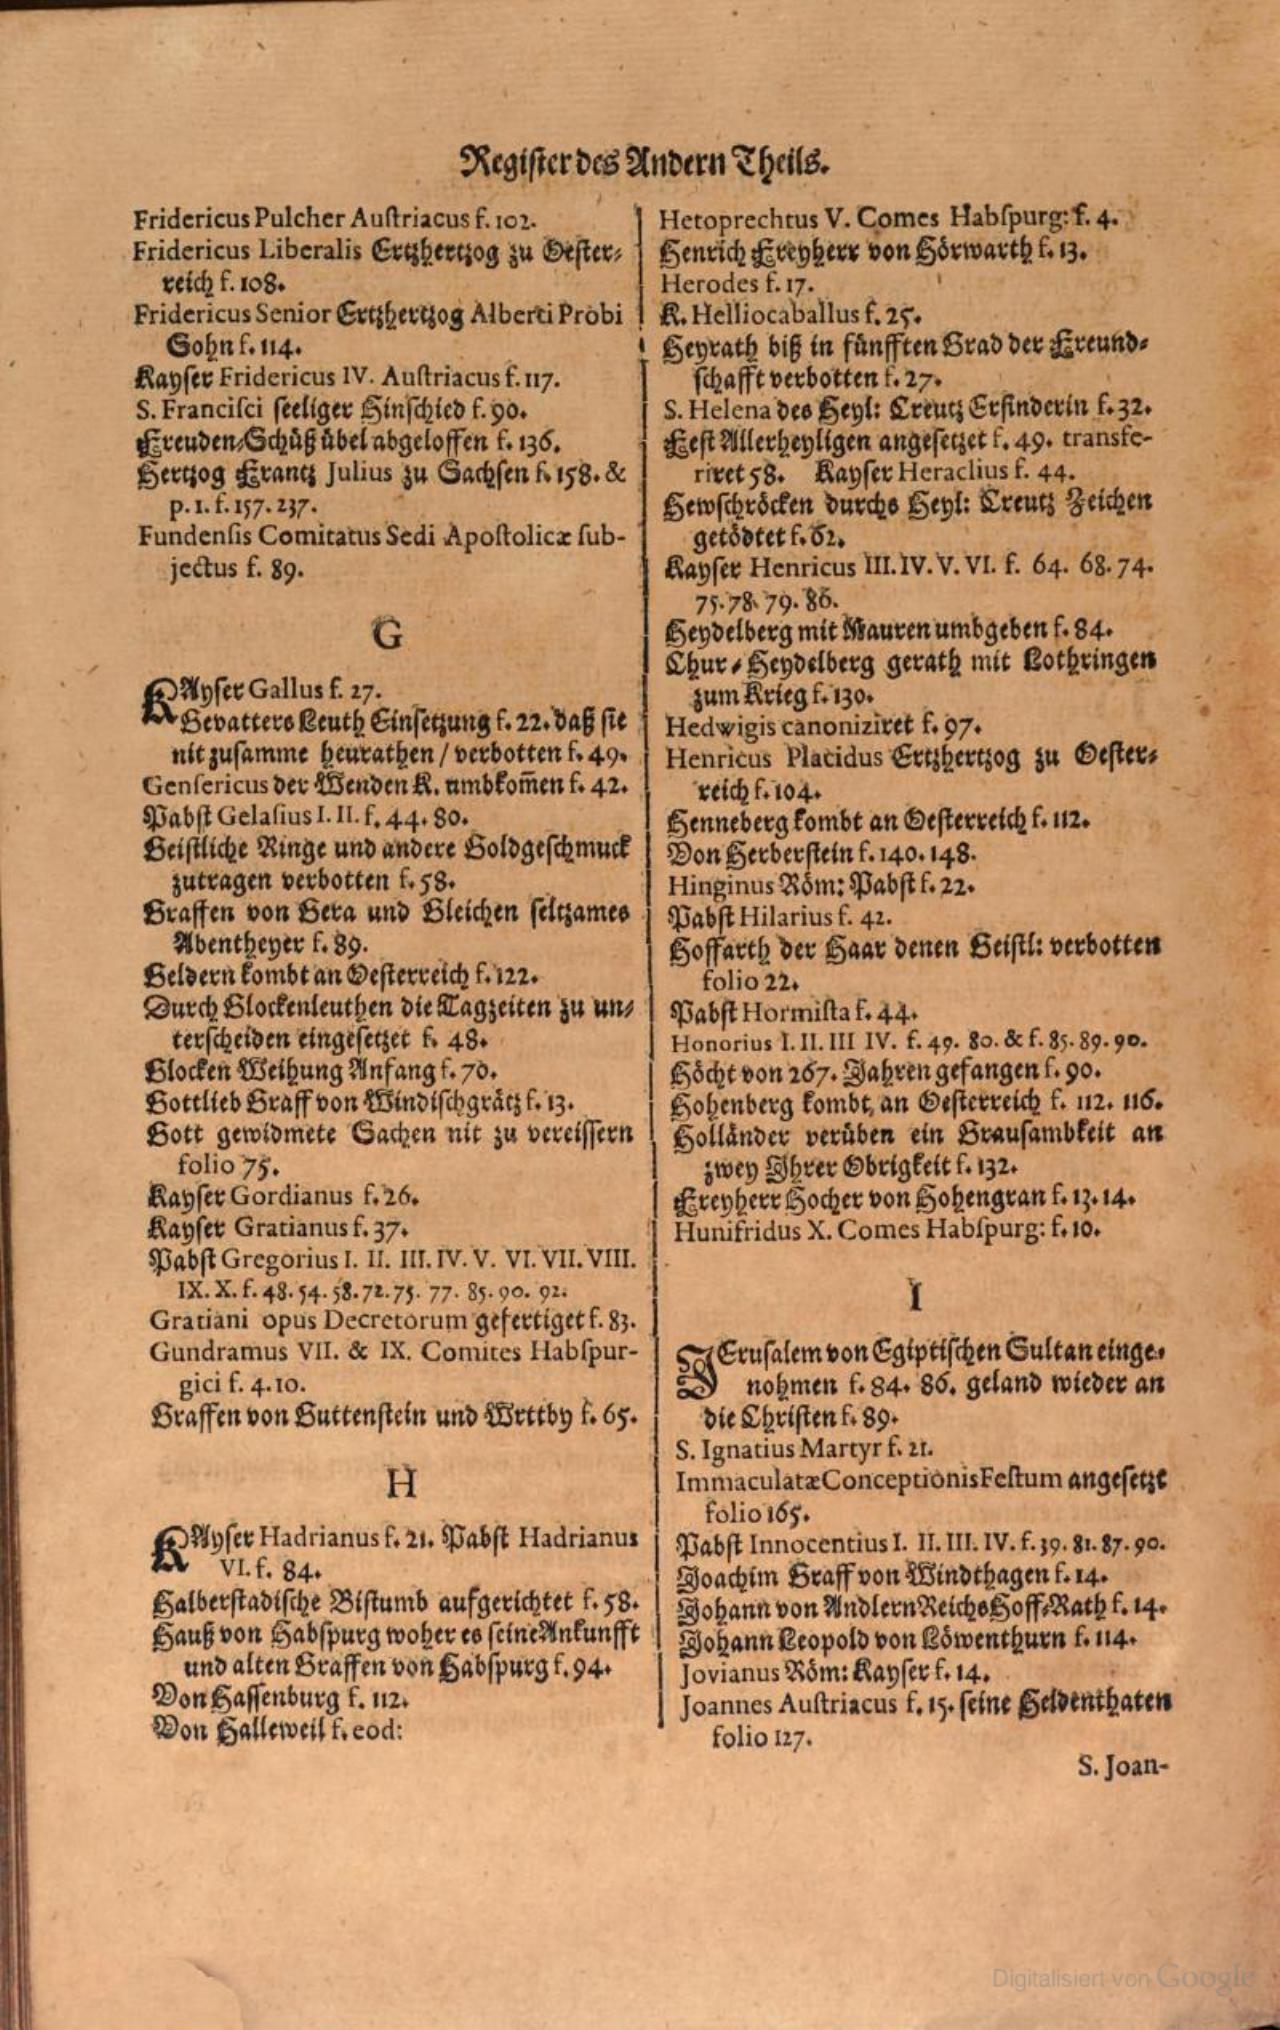 Register des Andern Theils.
Fridericus Pulcher Austriacus f. 102.
Fridericus Liberalis Ertzhertzog zu Oester-
reich f. 108.
Fridericus Senior Ertzhertzog Alberti Probi
Sohn f. 114.
Kayser Fridericus IV. Austriacus f. 117.
S. Francisci seeliger Hinschied f. 90.
Freuden-Schüß übel abgeloffen f. 136.
Hertzog Frantz Julius zu Sachsen f. 158. &
p. 1. f. 157. 237.
Fundensis Comitatus Sedi Apostolicæ sub-
jectus f. 89.
G
KAyser Gallus f. 27.
Gevatters Leuth Einsetzung f. 22. daß sie
nit zusamme heurathen / verbotten f. 49.
Gensericus der Wenden K. umbkom̄en f. 42.
Pabst Gelasius I. II. f. 44. 80.
Geistliche Ringe und andere Goldgeschmuck
zutragen verbotten f. 58.
Graffen von Gera und Gleichen seltzames
Abentheyer f. 89.
Geldern kombt an Oesterreich f. 122.
Durch Glockenleuthen die Tagzeiten zu un-
terscheiden eingesetzet f. 48.
Glocken Weihung Anfang f. 70.
Gottlieb Graff von Windischgrätz f. 13.
Gott gewidmete Sachen nit zu vereissern
folio 75.
Kayser Gordianus f. 26.
Kayser Gratianus f. 37.
Pabst Gregorius I. II. III. IV. V. VI. VII. VIII.
IX. X. f. 48. 54. 58. 72. 75. 77. 85. 90. 92.
Gratiani opus Decretorum gefertiget f. 83.
Gundramus VII. & IX. Comites Habspur-
gici f. 4. 10.
Graffen von Guttenstein und Wrttby f. 65.
H
KAyser Hadrianus f. 21. Pabst Hadrianus
VI. f. 84.
Halberstadische Bistumb aufgerichtet f. 58.
Hauß von Habspurg woher es seine Ankunfft
und alten Graffen von Habspurg f. 94.
Von Hassenburg f. 112.
Von Halleweil f. eod:
Hetoprechtus V. Comes Habspurg: f. 4.
Henrich Freyherr von Hörwarth f. 13.
Herodes f. 17.
K. Helliocaballus f. 25.
Heyrath biß in fünfften Grad der Freund-
schafft verbotten f. 27.
S. Helena des Heyl: Creutz Erfinderin f. 32.
Fest Allerheyligen angesetzet f. 49. transfe-
riret 58. Kayser Heraclius f. 44.
Hewschröcken durchs Heyl: Creutz Zeichen
getödtet f. 62.
Kayser Henricus III. IV. V. VI. f. 64. 68. 74.
75. 78. 79. 86.
Heydelberg mit Mauren umbgeben f. 84.
Chur-Heydelberg gerath mit Lothringen
zum Krieg f. 130.
Hedwigis canoniziret f. 97.
Henricus Placidus Ertzhertzog zu Oester-
reich f. 104.
Henneberg kombt an Oesterreich f. 112.
Von Herberstein f. 140. 148.
Hinginus Röm: Pabst f. 22.
Pabst Hilarius f. 42.
Hoffarth der Haar denen Geistl: verbotten
folio 22.
Pabst Hormista f. 44.
Honorius I. II. III IV. f. 49. 80. & f. 85. 89. 90.
Höcht von 267. Jahren gefangen f. 90.
Hohenberg kombt an Oesterreich f. 112. 116.
Holländer verüben ein Grausambkeit an
zwey Ihrer Obrigkeit f. 132.
Freyherr Hocher von Hohengran f. 13. 14.
Hunifridus X. Comes Habspurg: f. 10.
I
JErusalem von Egiptischen Sultan einge-
nohmen f. 84. 86. geland wieder an
die Christen f. 89.
S. Ignatius Martyr f. 21.
Immaculatæ Conceptionis Festum angesetzt
folio 165.
Pabst Innocentius I. II. III. IV. f. 39. 81. 87. 90.
Joachim Graff von Windthagen f. 14.
Johann von Andlern Reichs Hoff-Rath f. 14.
Johann Leopold von Löwenthurn f. 114.
Jovianus Röm: Kayser f. 14.
Joannes Austriacus f. 15. seine Heldenthaten
folio 127.
S. Joan-
Digitalisiert von Google